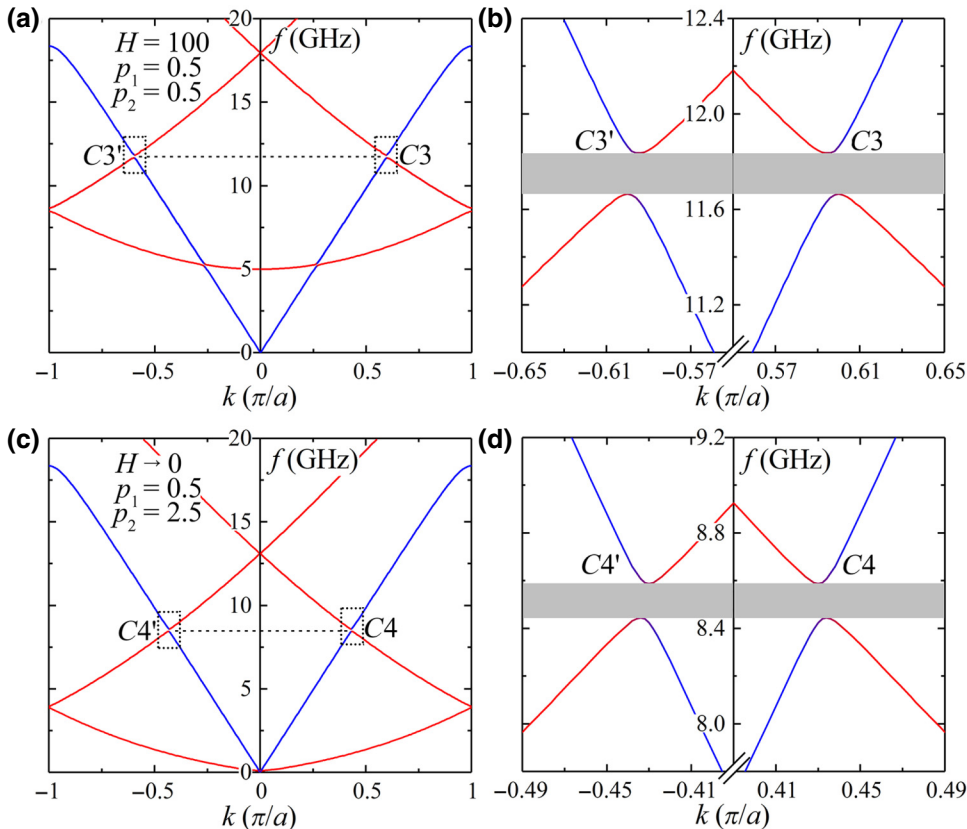 (a)
H = 100
p1 = 0.5
p2 = 0.5
f (GHz)
20
15
10
5
0
C3'
C3
−1
−0.5
0
0.5
1
k (π/a)
(b)
12.4
f (GHz)
12.0
11.6
11.2
C3'
C3
−0.65
−0.61
−0.57
0.57
0.61
0.65
k (π/a)
(c)
H → 0
p1 = 0.5
p2 = 2.5
f (GHz)
20
15
10
5
0
C4'
C4
−1
−0.5
0
0.5
1
k (π/a)
(d)
9.2
f (GHz)
8.8
8.4
8.0
C4'
C4
−0.49
−0.45
−0.41
0.41
0.45
0.49
k (π/a)